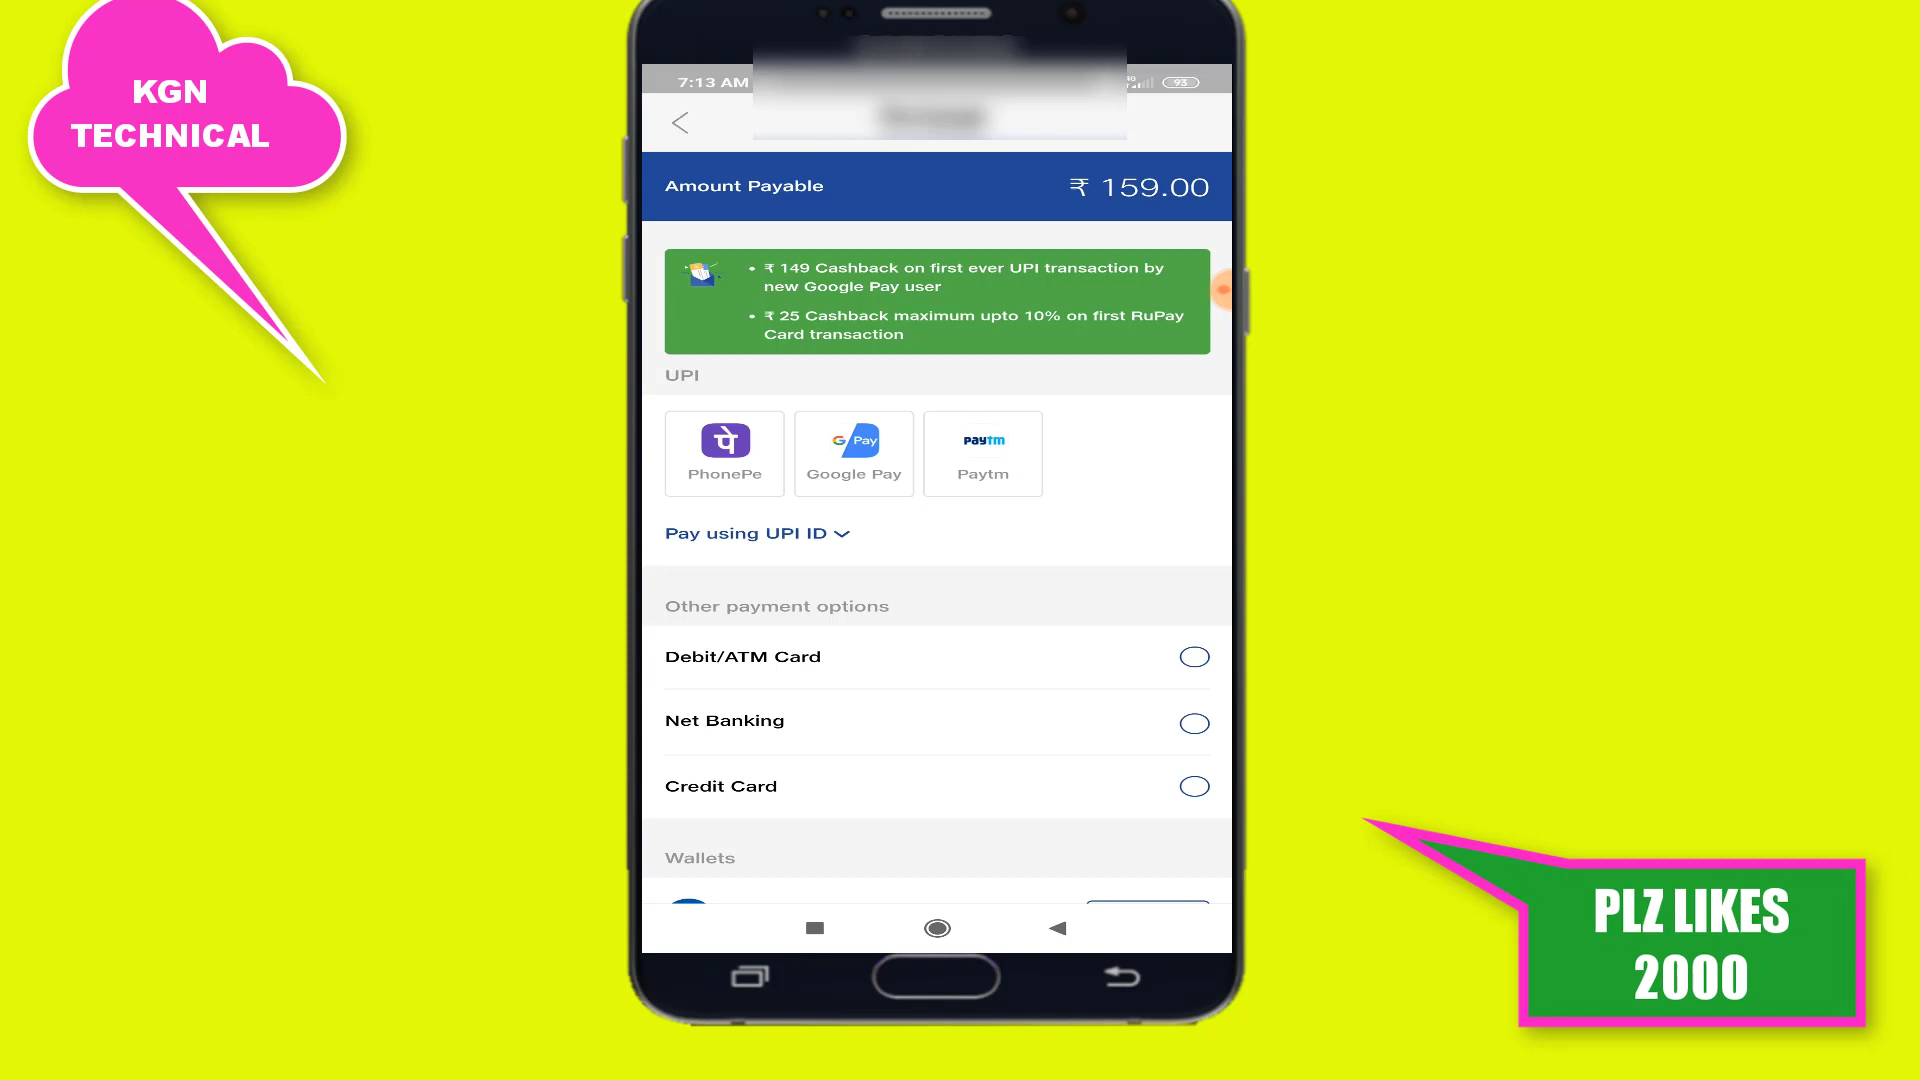 KGN
TECHNICAL
7:13 AM
4G
93
Amount Payable
₹ 159.00
• ₹ 149 Cashback on first ever UPI transaction by
new Google Pay user
• ₹ 25 Cashback maximum upto 10% on first RuPay
Card transaction
UPI
पे
G Pay
paytm
PhonePe
Google Pay
Paytm
Pay using UPI ID
Other payment options
Debit/ATM Card
Net Banking
Credit Card
Wallets
PLZ LIKES
2000